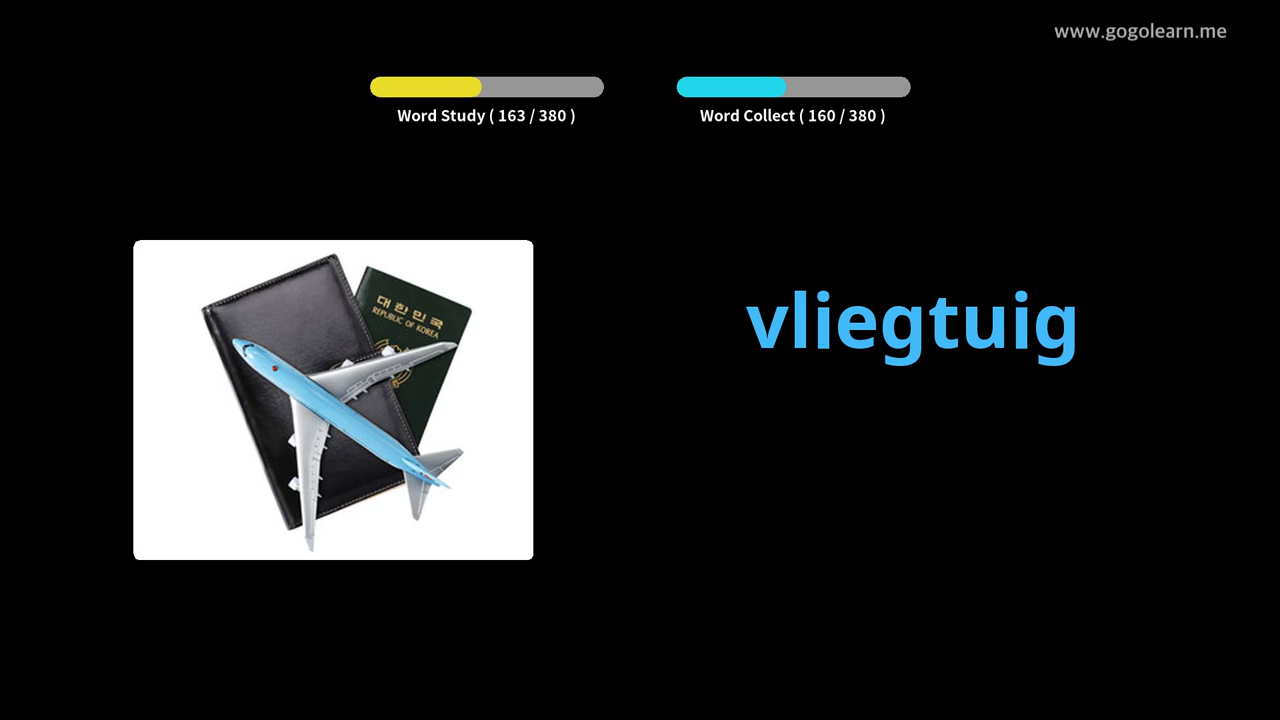 www.gogolearn.me
Word Study ( 163 / 380 )
Word Collect ( 160 / 380 )
대한민국
REPUBLIC OF KOREA
vliegtuig